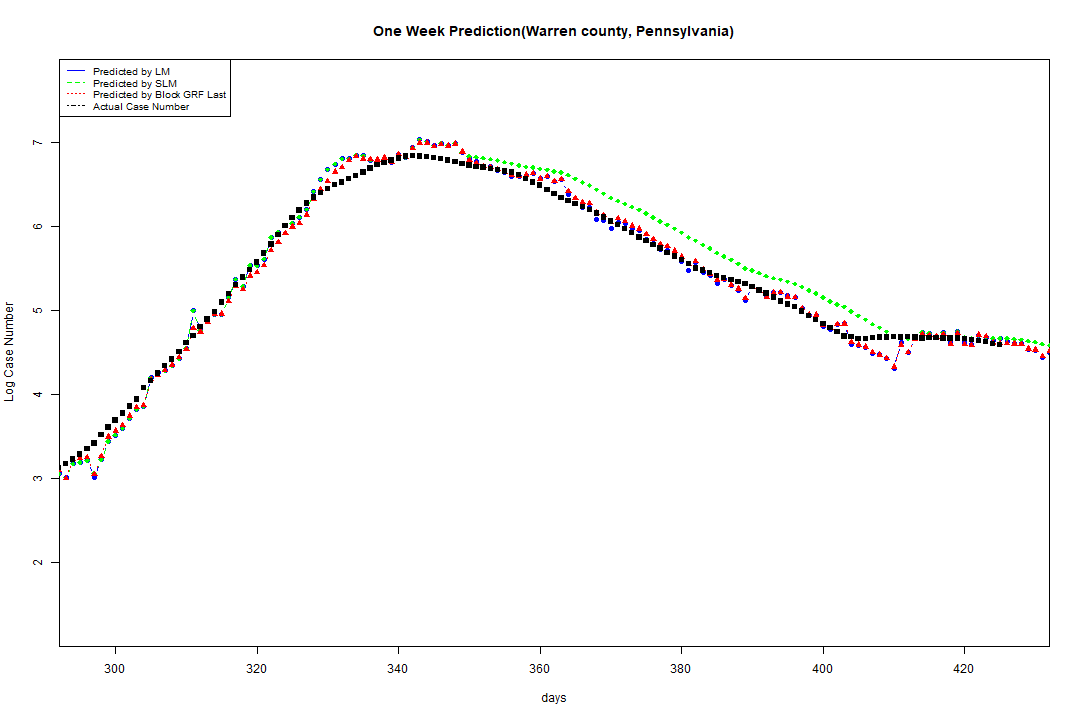 One Week Prediction(Warren county, Pennsylvania)
Predicted by LM
Predicted by SLM
Predicted by Block GRF Last
Actual Case Number
7
6
5
4
3
2
Log Case Number
300 320 340 360 380 400 420
days